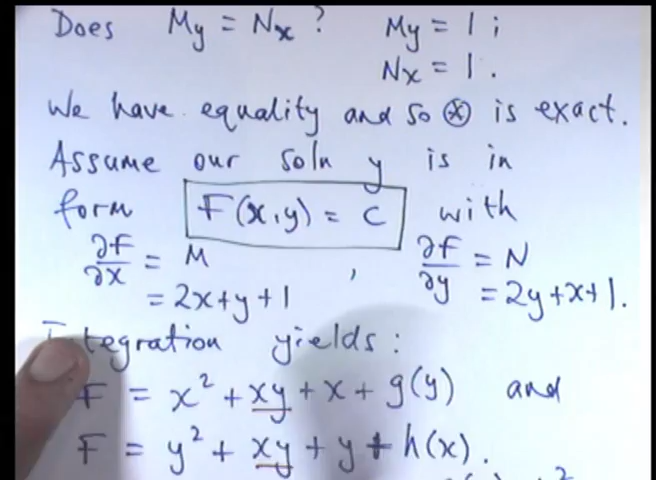 Does My = Nx ? My = 1 ;
Nx = 1 .
We have equality and so ⊛ is exact.
Assume our soln y is in
form F(x,y) = c with
∂F/∂x = M , ∂F/∂y = N
= 2x+y+1 = 2y+x+1.
Integration yields:
F = x² + xy + x + g(y) and
F = y² + xy + y + h(x).